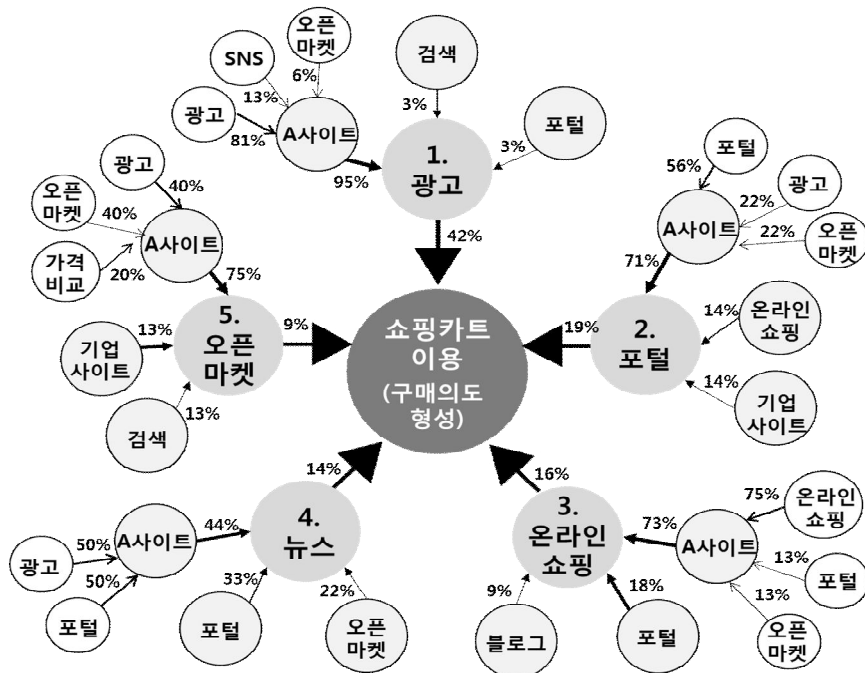 오픈
마켓
SNS
6%
13%
광고
81%
A사이트
95%
검색
3%
포털
3%
1.
광고
42%
포털
56%
광고
22%
오픈
마켓
22%
A사이트
71%
온라인
쇼핑
14%
기업
사이트
14%
2.
포털
19%
광고
40%
오픈
마켓
40%
가격
비교
20%
A사이트
75%
기업
사이트
13%
검색
13%
5.
오픈
마켓
9%
쇼핑카트
이용
(구매의도
형성)
14%
16%
4.
뉴스
광고
50%
포털
50%
A사이트
44%
포털
33%
오픈
마켓
22%
3.
온라인
쇼핑
블로그
9%
포털
18%
A사이트
73%
온라인
쇼핑
75%
포털
13%
오픈
마켓
13%